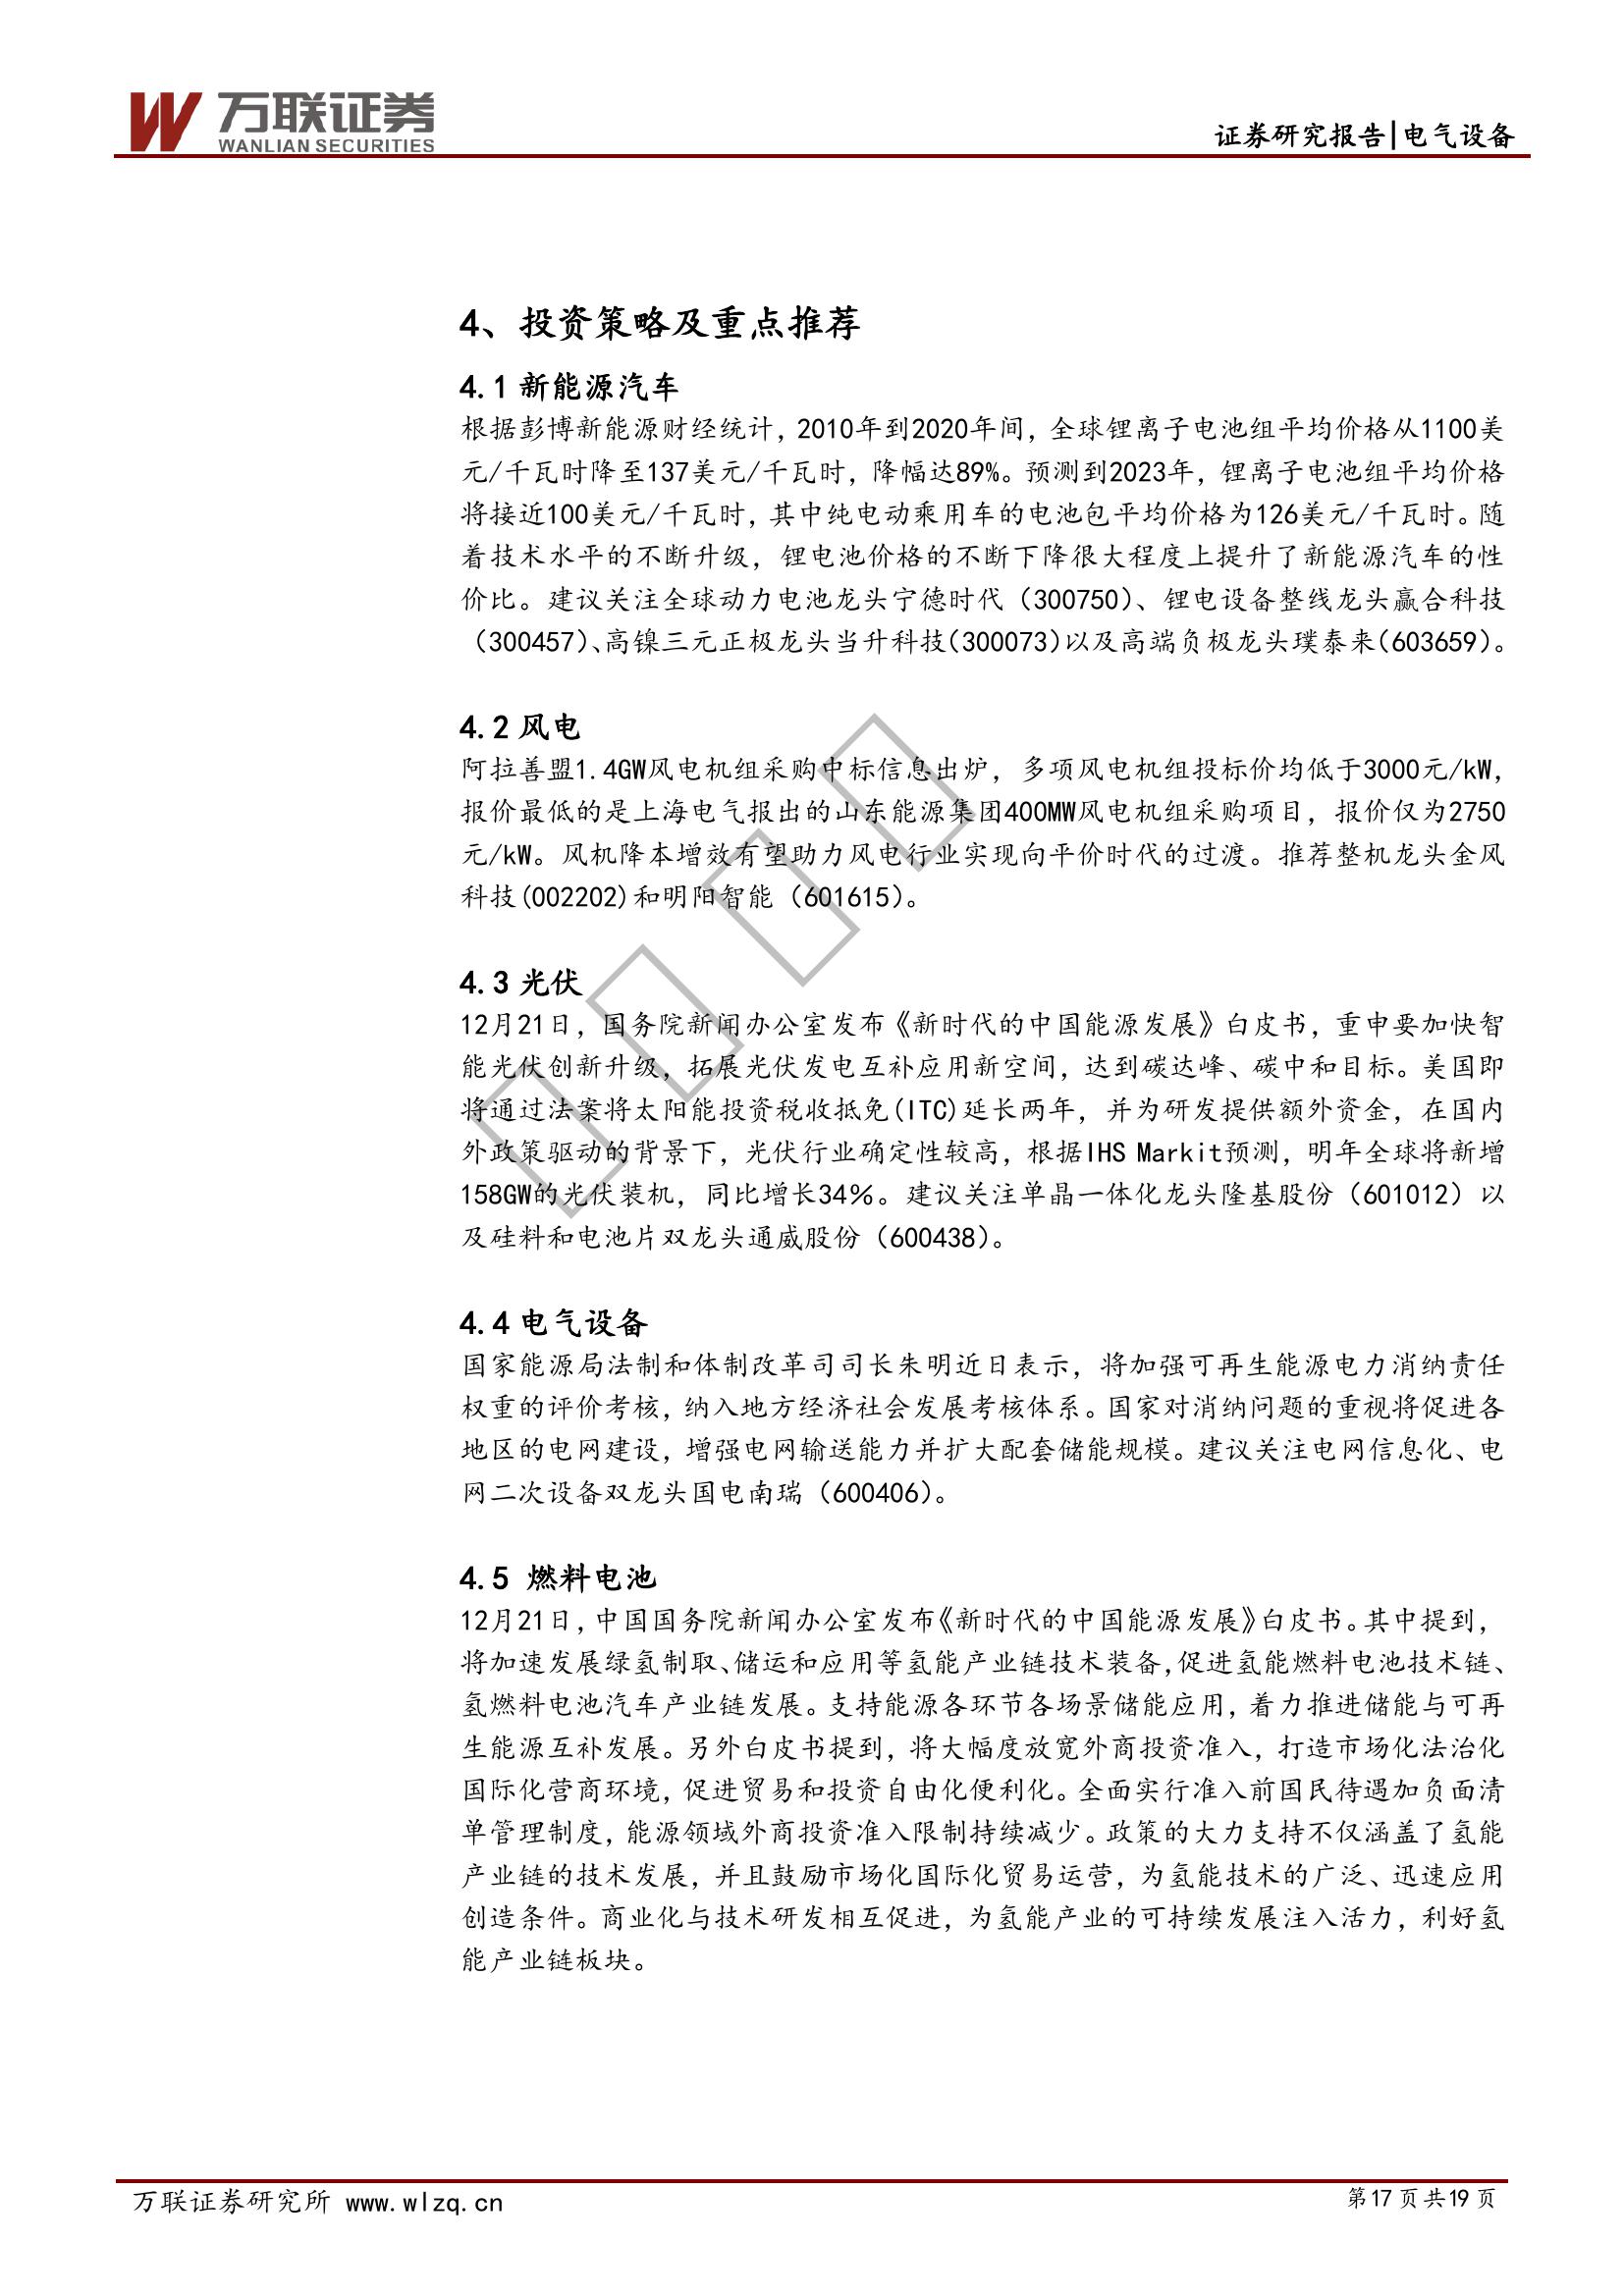 万联证券
WANLIAN SECURITIES
证券研究报告|电气设备
4、投资策略及重点推荐
4.1 新能源汽车
根据彭博新能源财经统计，2010年到2020年间，全球锂离子电池组平均价格从1100美
元/千瓦时降至137美元/千瓦时，降幅达89%。预测到2023年，锂离子电池组平均价格
将接近100美元/千瓦时，其中纯电动乘用车的电池包平均价格为126美元/千瓦时。随
着技术水平的不断升级，锂电池价格的不断下降很大程度上提升了新能源汽车的性
价比。建议关注全球动力电池龙头宁德时代（300750）、锂电设备整线龙头赢合科技
（300457）、高镍三元正极龙头当升科技(300073)以及高端负极龙头璞泰来(603659)。
4.2 风电
阿拉善盟1.4GW风电机组采购中标信息出炉，多项风电机组投标价均低于3000元/kW，
报价最低的是上海电气报出的山东能源集团400MW风电机组采购项目，报价仅为2750
元/kW。风机降本增效有望助力风电行业实现向平价时代的过渡。推荐整机龙头金风
科技(002202)和明阳智能（601615）。
4.3 光伏
12月21日，国务院新闻办公室发布《新时代的中国能源发展》白皮书，重申要加快智
能光伏创新升级，拓展光伏发电互补应用新空间，达到碳达峰、碳中和目标。美国即
将通过法案将太阳能投资税收抵免(ITC)延长两年，并为研发提供额外资金，在国内
外政策驱动的背景下，光伏行业确定性较高，根据IHS Markit预测，明年全球将新增
158GW的光伏装机，同比增长34%。建议关注单晶一体化龙头隆基股份（601012）以
及硅料和电池片双龙头通威股份（600438）。
4.4 电气设备
国家能源局法制和体制改革司司长朱明近日表示，将加强可再生能源电力消纳责任
权重的评价考核，纳入地方经济社会发展考核体系。国家对消纳问题的重视将促进各
地区的电网建设，增强电网输送能力并扩大配套储能规模。建议关注电网信息化、电
网二次设备双龙头国电南瑞（600406）。
4.5 燃料电池
12月21日，中国国务院新闻办公室发布《新时代的中国能源发展》白皮书。其中提到，
将加速发展绿氢制取、储运和应用等氢能产业链技术装备，促进氢能燃料电池技术链、
氢燃料电池汽车产业链发展。支持能源各环节各场景储能应用，着力推进储能与可再
生能源互补发展。另外白皮书提到，将大幅度放宽外商投资准入，打造市场化法治化
国际化营商环境，促进贸易和投资自由化便利化。全面实行准入前国民待遇加负面清
单管理制度，能源领域外商投资准入限制持续减少。政策的大力支持不仅涵盖了氢能
产业链的技术发展，并且鼓励市场化国际化贸易运营，为氢能技术的广泛、迅速应用
创造条件。商业化与技术研发相互促进，为氢能产业的可持续发展注入活力，利好氢
能产业链板块。
万联证券研究所 www.wlzq.cn
第17页共19页